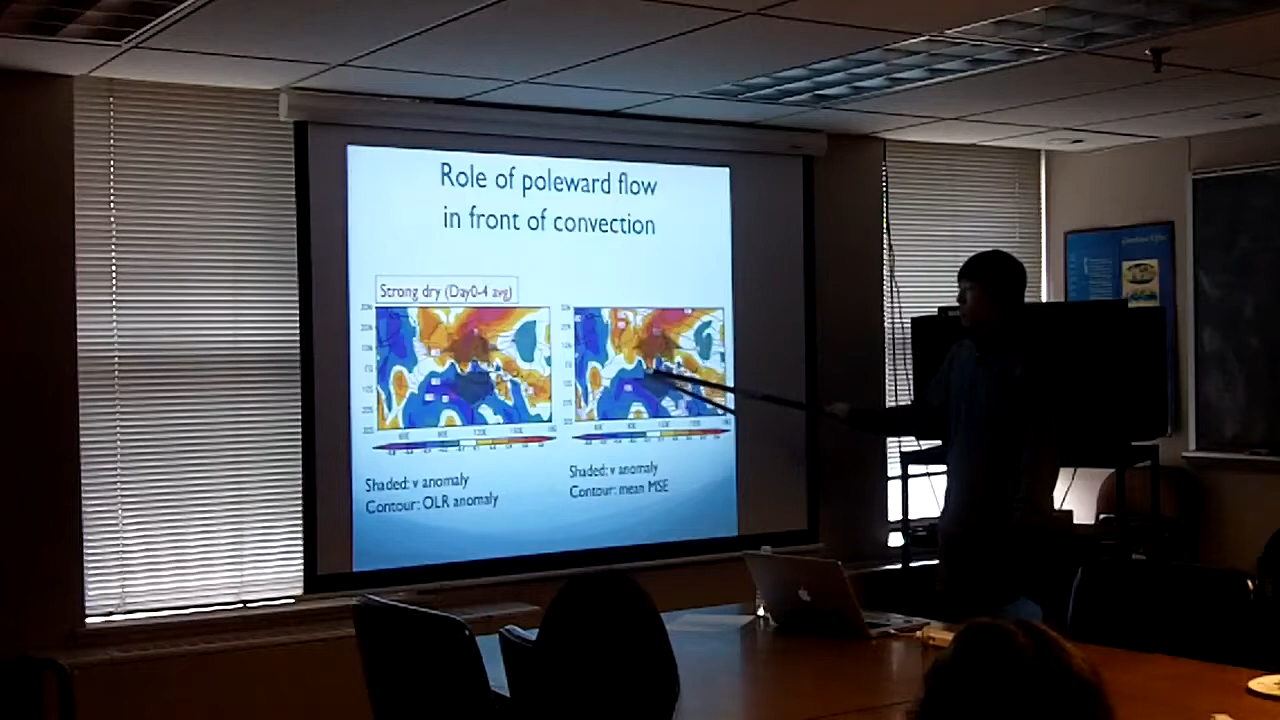 Role of poleward flow
in front of convection
Strong dry (Day0-4 avg)
Shaded: v anomaly
Contour: OLR anomaly
Shaded: v anomaly
Contour: mean MSE